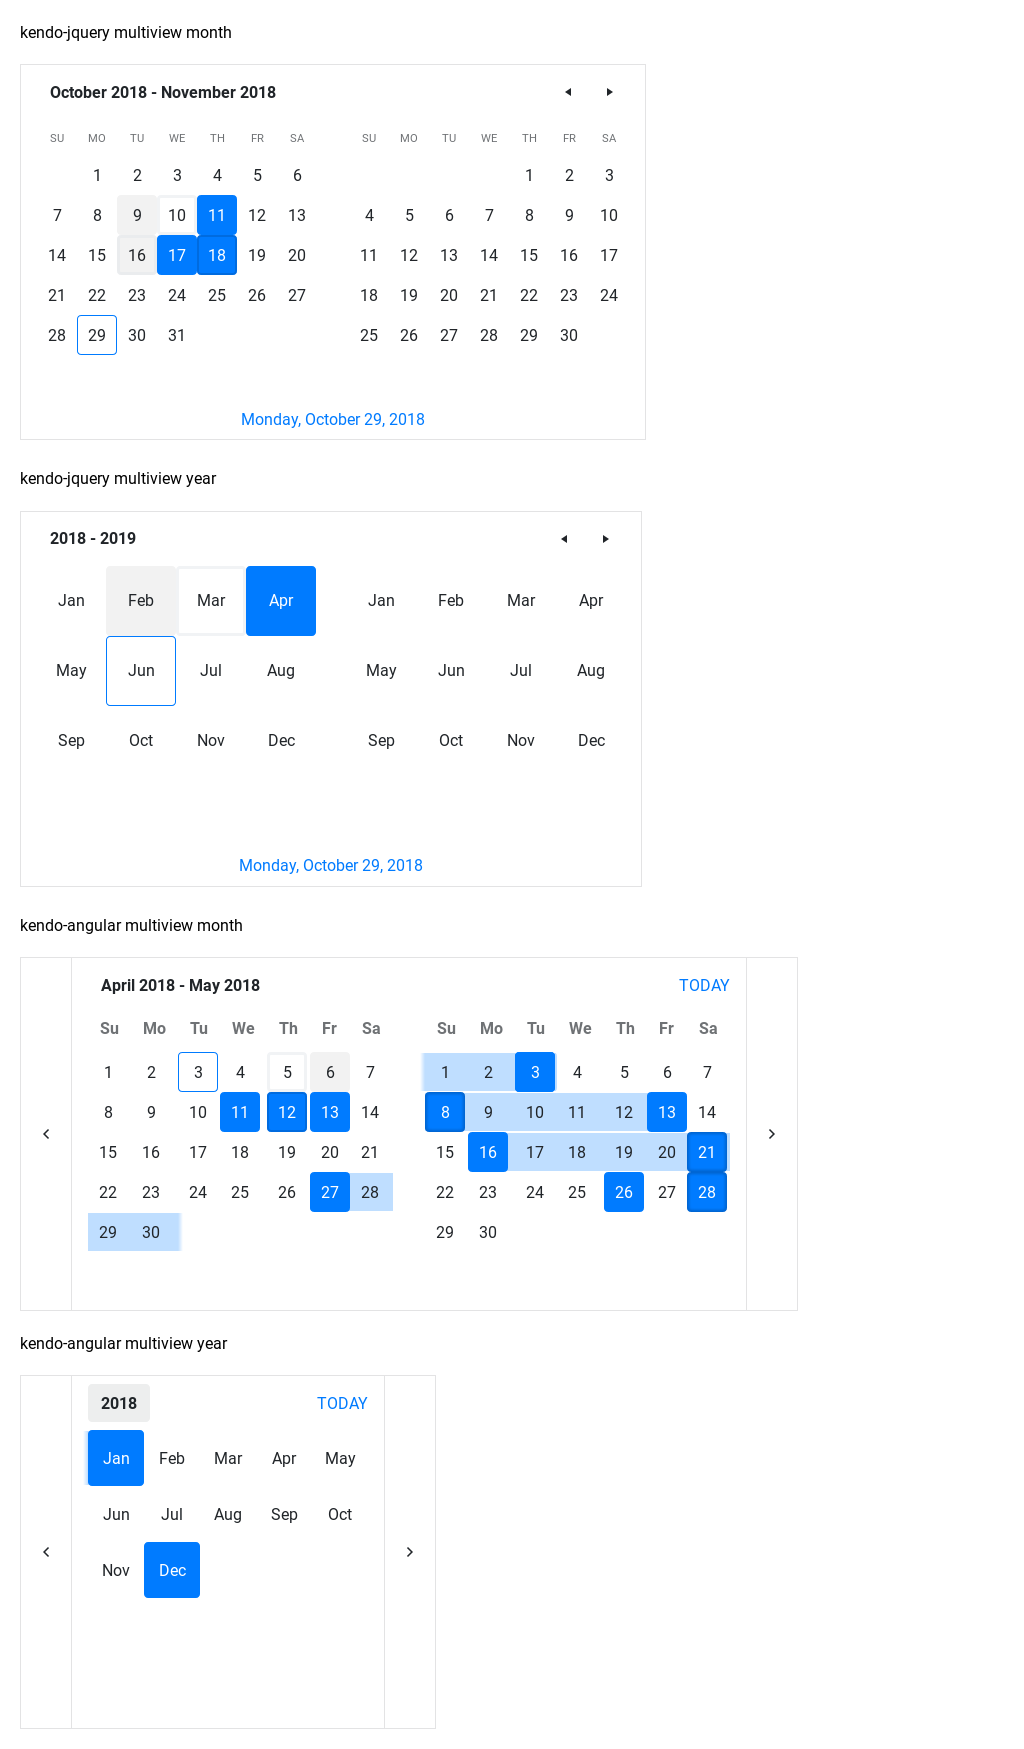 kendo-jquery multiview month
October 2018 - November 2018
SU MO TU WE TH FR SA SU MO TU WE TH FR SA
1 2 3 4 5 6 1 2 3
7 8 9 10 11 12 13 4 5 6 7 8 9 10
14 15 16 17 18 19 20 11 12 13 14 15 16 17
21 22 23 24 25 26 27 18 19 20 21 22 23 24
28 29 30 31 25 26 27 28 29 30
Monday, October 29, 2018
kendo-jquery multiview year
2018 - 2019
Jan Feb Mar Apr Jan Feb Mar Apr
May Jun Jul Aug May Jun Jul Aug
Sep Oct Nov Dec Sep Oct Nov Dec
Monday, October 29, 2018
kendo-angular multiview month
April 2018 - May 2018 TODAY
Su Mo Tu We Th Fr Sa Su Mo Tu We Th Fr Sa
1 2 3 4 5 6 7 1 2 3 4 5 6 7
8 9 10 11 12 13 14 8 9 10 11 12 13 14
15 16 17 18 19 20 21 15 16 17 18 19 20 21
22 23 24 25 26 27 28 22 23 24 25 26 27 28
29 30 29 30
kendo-angular multiview year
2018 TODAY
Jan Feb Mar Apr May
Jun Jul Aug Sep Oct
Nov Dec